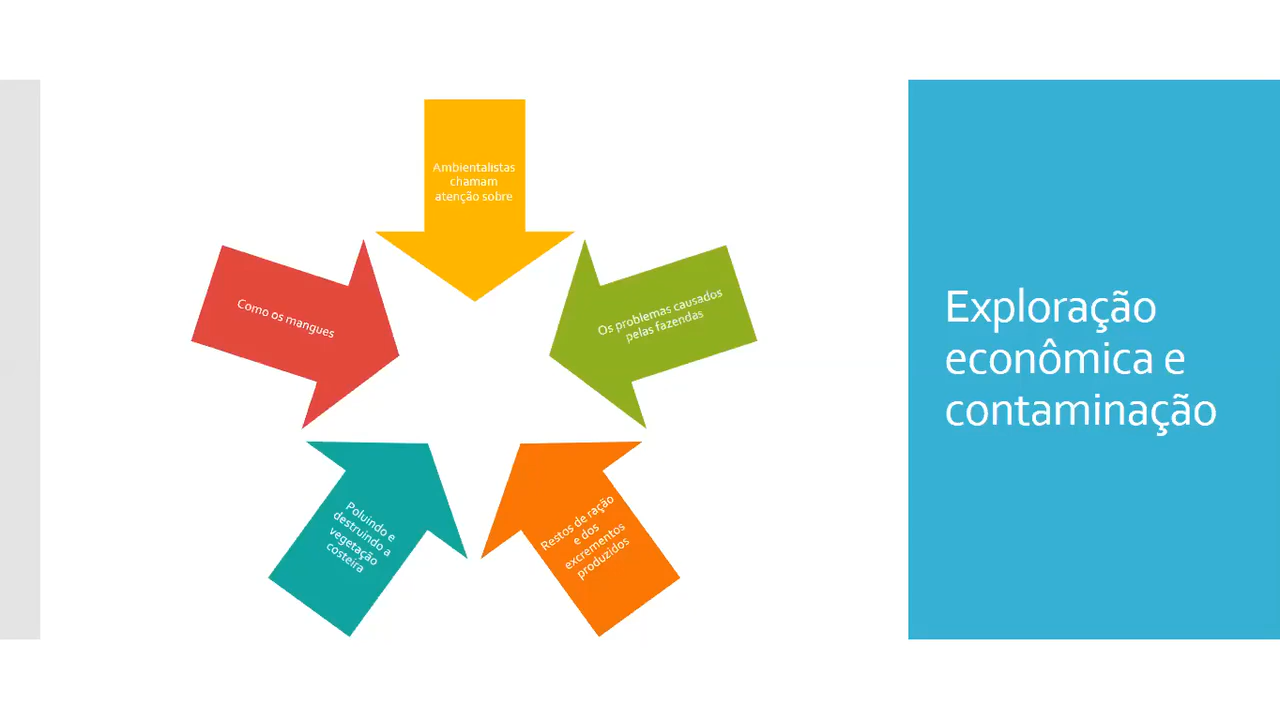 Ambientalistas
chamam
atenção sobre
Os problemas causados
pelas fazendas
Restos de ração
e dos
excrementos
produzidos
Poluindo e
destruindo a
vegetação
costeira
Como os mangues
Exploração
econômica e
contaminação